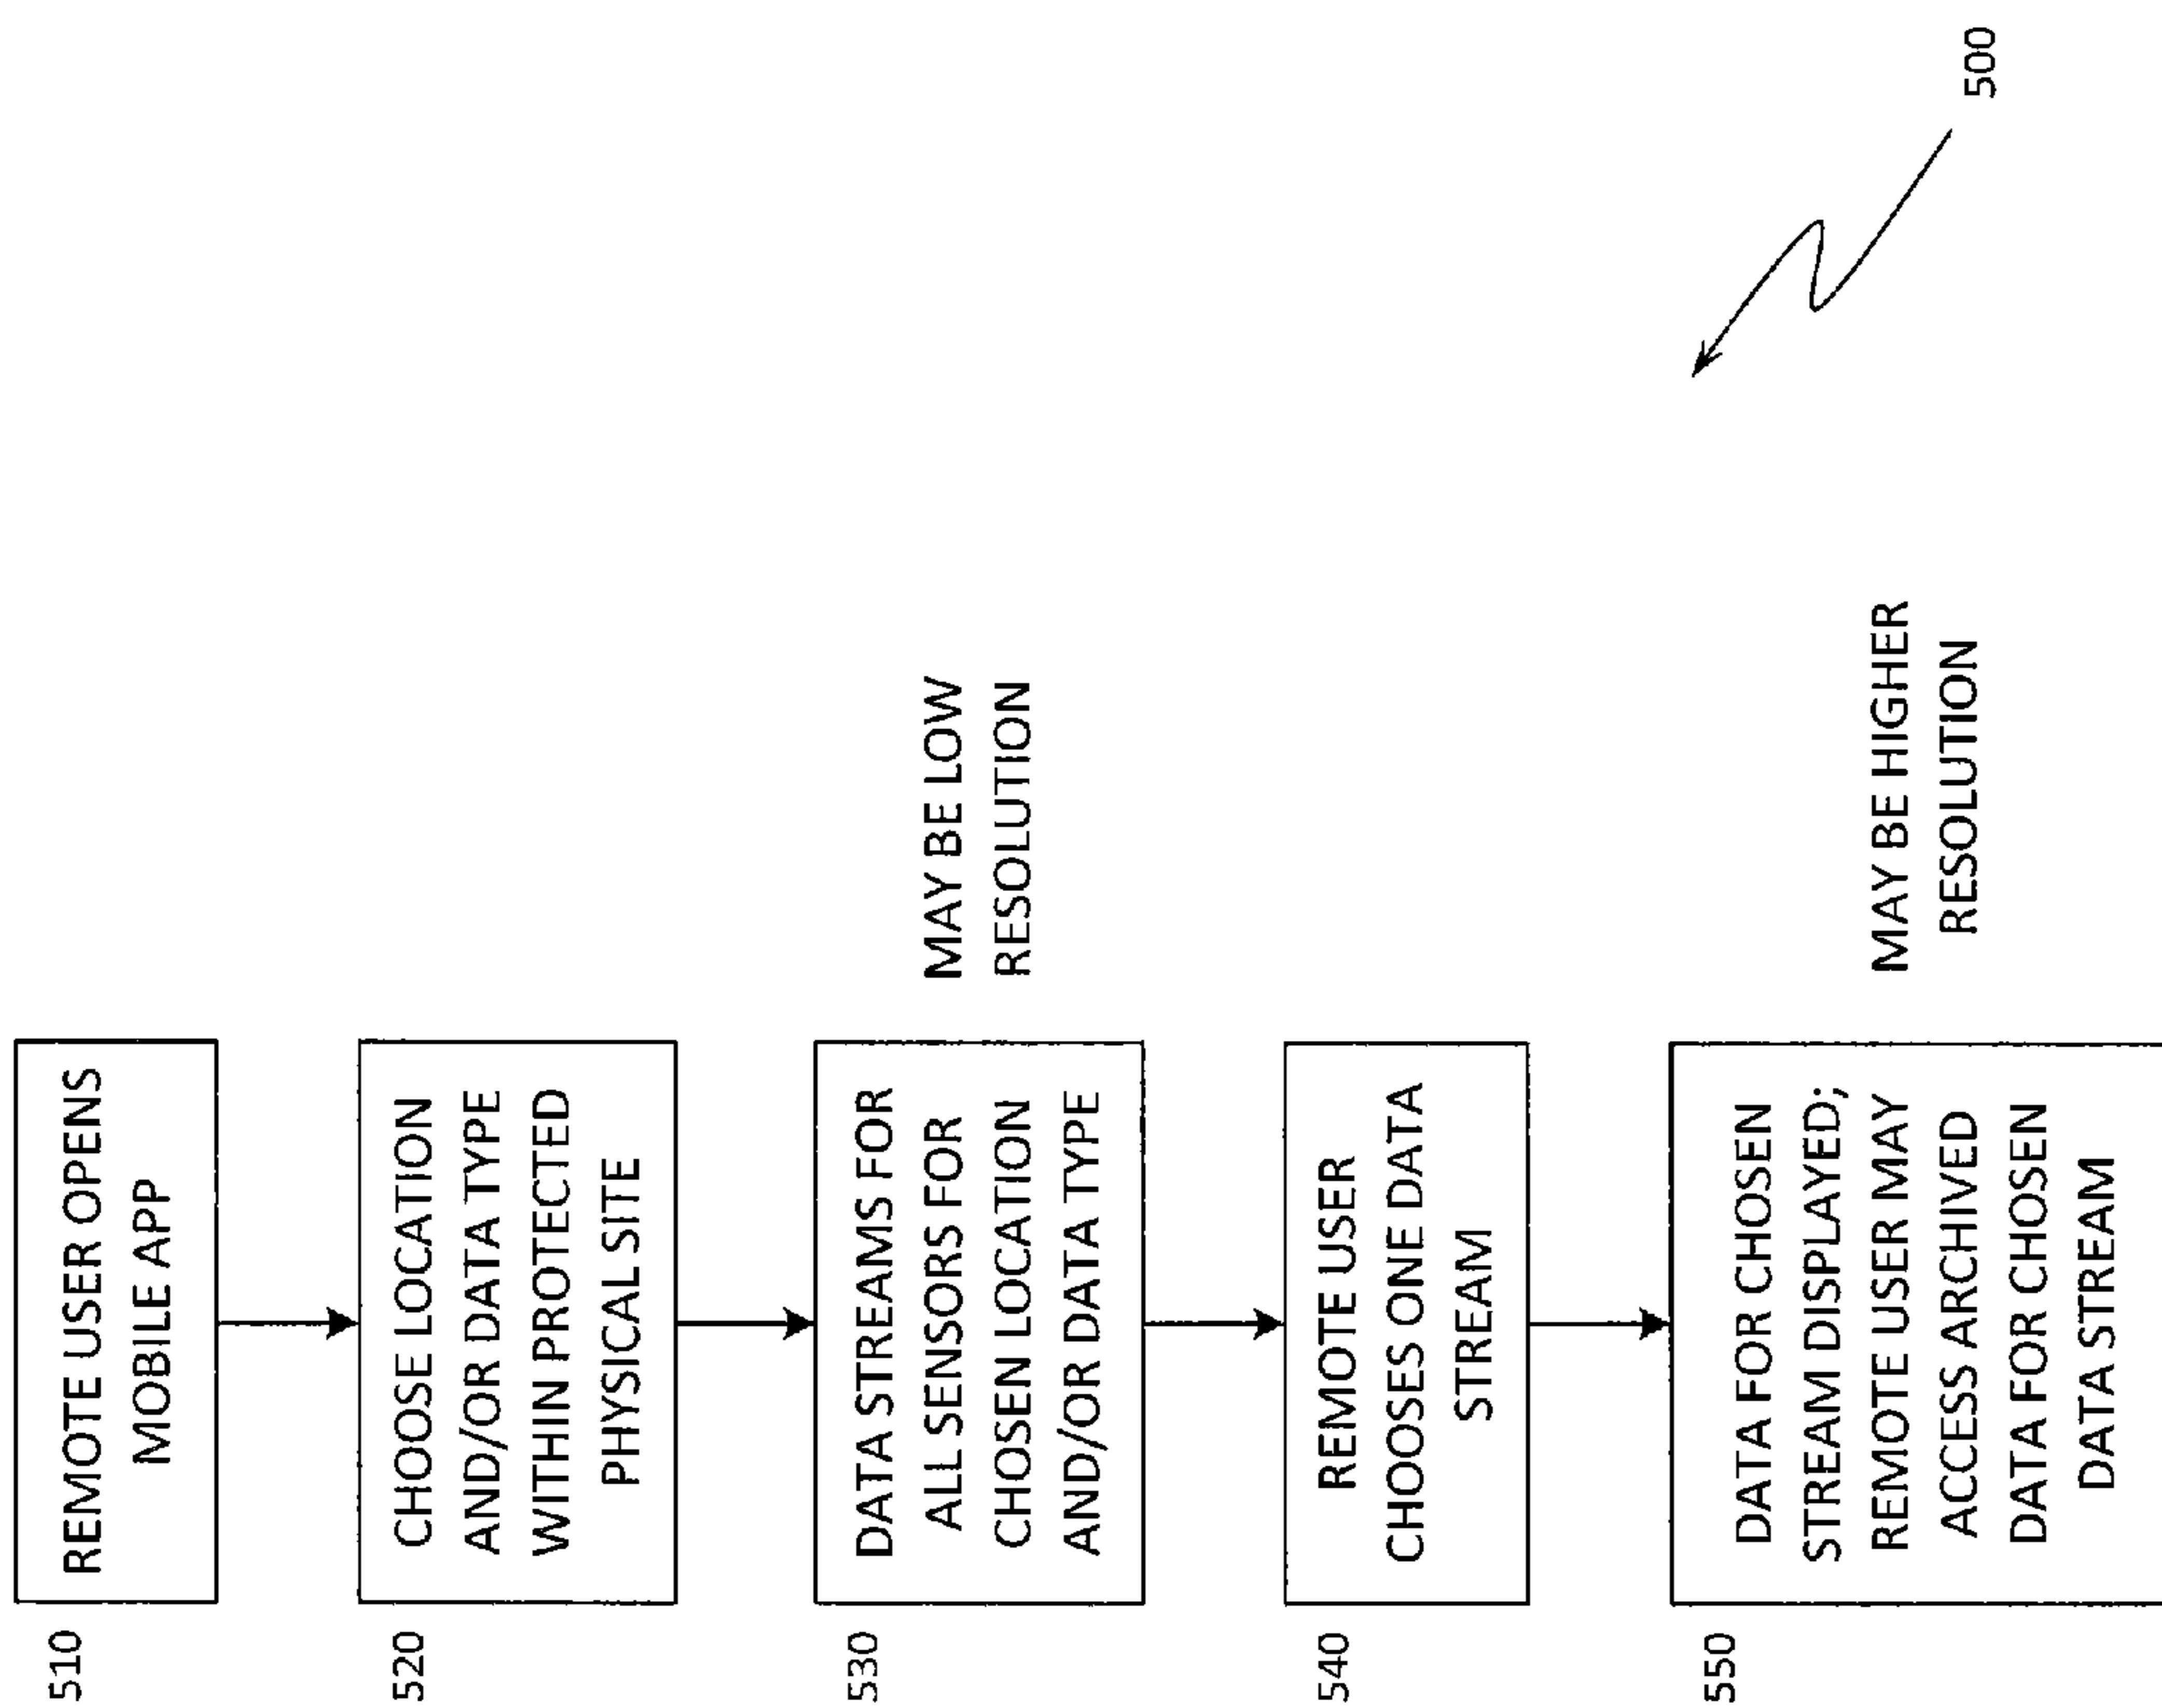 510
REMOTE USER OPENS
MOBILE APP
520
CHOOSE LOCATION
AND/OR DATA TYPE
WITHIN PROTECTED
PHYSICAL SITE
530
DATA STREAMS FOR
ALL SENSORS FOR
CHOSEN LOCATION
AND/OR DATA TYPE
MAY BE LOW
RESOLUTION
540
REMOTE USER
CHOOSES ONE DATA
STREAM
550
DATA FOR CHOSEN
STREAM DISPLAYED;
REMOTE USER MAY
ACCESS ARCHIVED
DATA FOR CHOSEN
DATA STREAM
MAY BE HIGHER
RESOLUTION
500